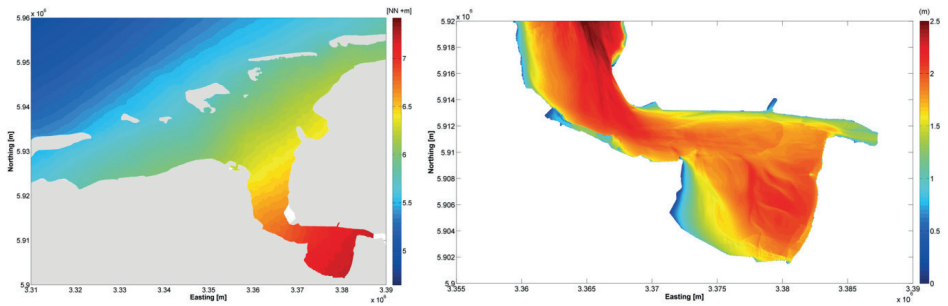 x 10⁶
[NN +m]
5.96
5.95
5.94
5.93
5.92
5.91
5.9
Northing [m]
3.31 3.32 3.33 3.34 3.35 3.36 3.37 3.38 3.39
Easting [m]
x 10⁶
7
6.5
6
5.5
5
x 10⁶
(m)
5.92
5.918
5.916
5.914
5.912
5.91
5.908
5.906
5.904
5.902
5.9
Northing [m]
3.355 3.36 3.365 3.37 3.375 3.38 3.385 3.39
Easting [m]
x 10⁶
2.5
2
1.5
1
0.5
0